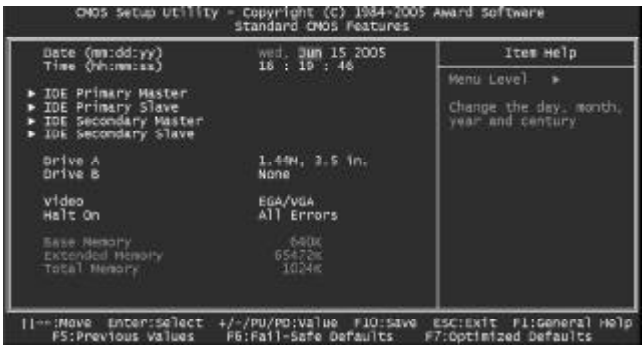 CMOS Setup Utility - Copyright (C) 1984-2005 Award Software
Standard CMOS Features
Date (mm:dd:yy) Wed, Jun 15 2005
Time (hh:mm:ss) 18 : 19 : 46
► IDE Primary Master
► IDE Primary Slave
► IDE Secondary Master
► IDE Secondary Slave
Drive A 1.44M, 3.5 in.
Drive B None
Video EGA/VGA
Halt On All Errors
Base Memory 640K
Extended Memory 65472K
Total Memory 1024K
Item Help
Menu Level ►
Change the day, month,
year and century
:Move Enter:Select +/-/PU/PD:Value F10:Save ESC:Exit F1:General Help
F5:Previous Values F6:Fail-Safe Defaults F7:Optimized Defaults